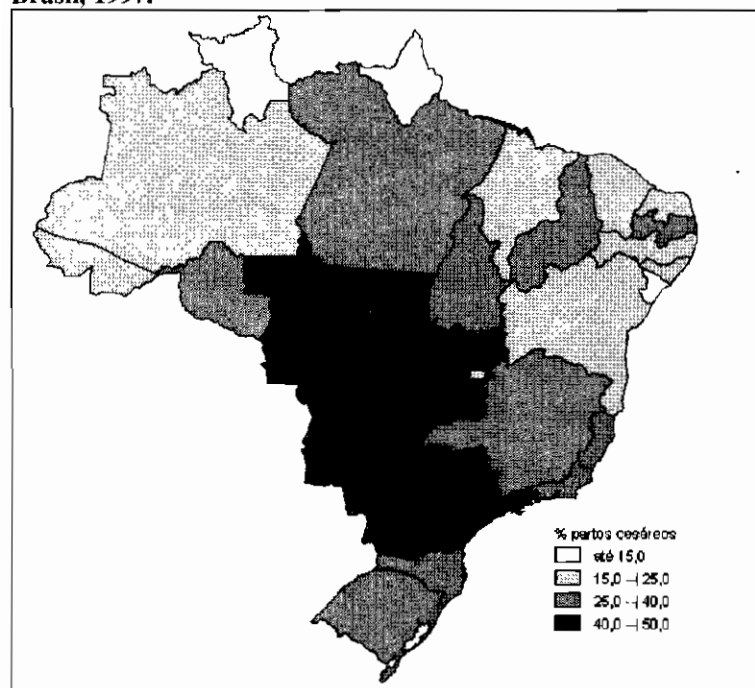 Brasil, 1997.
% partos cesáreos
até 15,0
15,0 --| 25,0
25,0 --| 40,0
40,0 --| 50,0